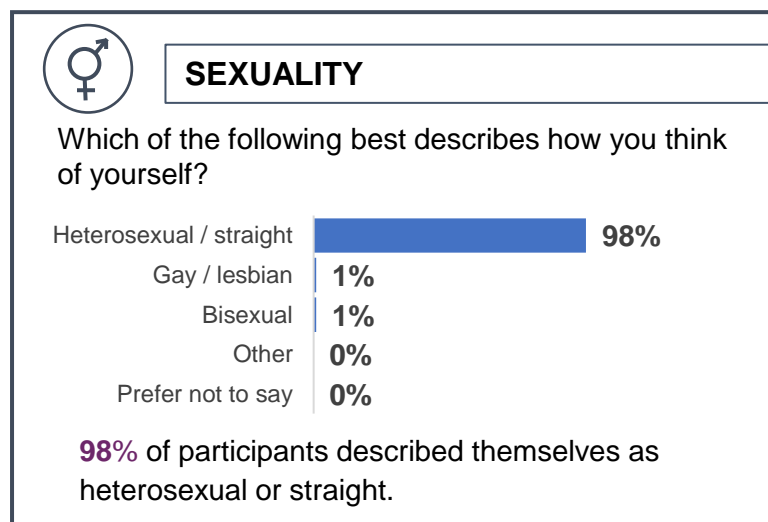 SEXUALITY
Which of the following best describes how you think
of yourself?
Heterosexual / straight 98%
Gay / lesbian 1%
Bisexual 1%
Other 0%
Prefer not to say 0%
98% of participants described themselves as
heterosexual or straight.